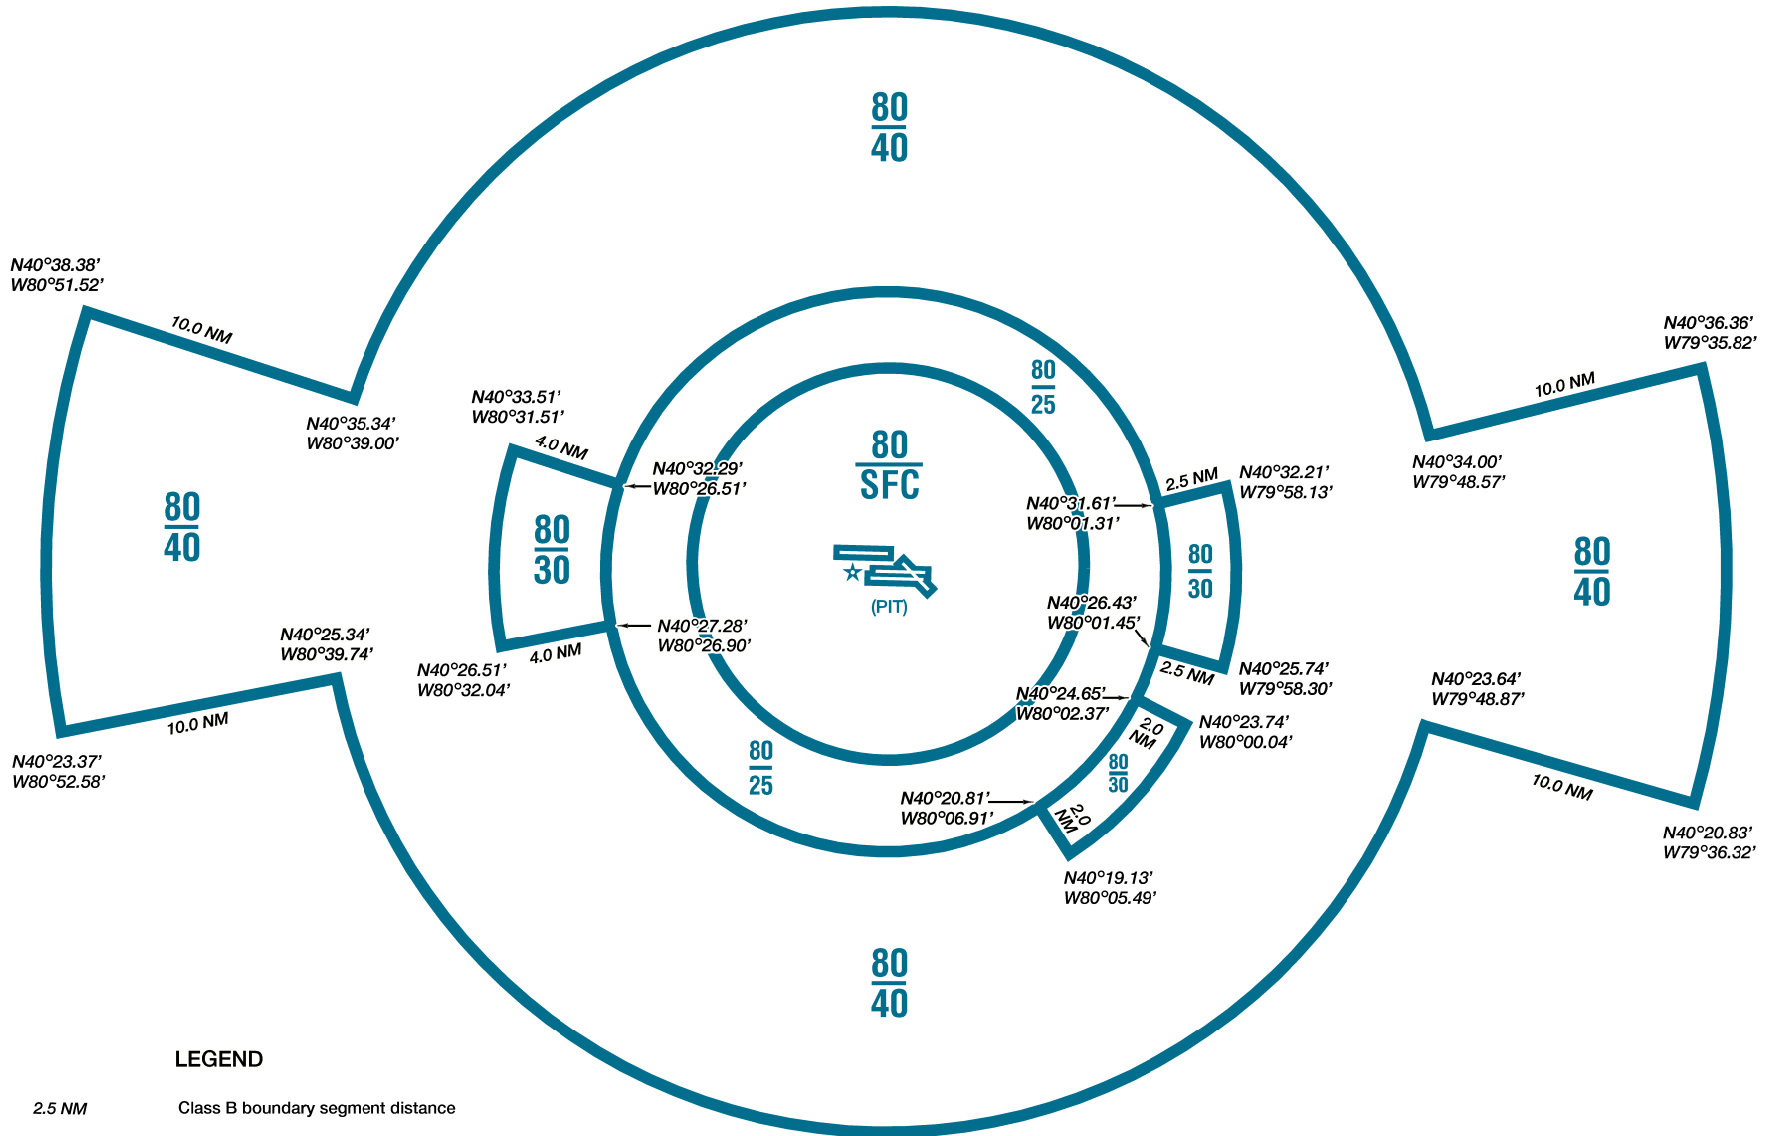 80
40
N40°38.38'
W80°51.52'
10.0 NM
N40°36.36'
W79°35.82'
10.0 NM
80
25
N40°33.51'
W80°31.51'
N40°35.34'
W80°39.00'
4.0 NM
80
SFC
N40°32.29'
W80°26.51'
N40°34.00'
W79°48.57'
2.5 NM
N40°32.21'
W79°58.13'
N40°31.61'
W80°01.31'
80
40
80
30
80
30
80
40
(PIT)
N40°26.43'
W80°01.45'
N40°25.34'
W80°39.74'
N40°27.28'
W80°26.90'
4.0 NM
N40°26.51'
W80°32.04'
2.5 NM
N40°25.74'
W79°58.30'
N40°24.65'
W80°02.37'
N40°23.64'
W79°48.87'
10.0 NM
2.0
NM
N40°23.74'
W80°00.04'
N40°23.37'
W80°52.58'
80
25
80
30
10.0 NM
N40°20.81'
W80°06.91'
2.0
NM
N40°20.83'
W79°36.32'
N40°19.13'
W80°05.49'
80
40
LEGEND
2.5 NM Class B boundary segment distance